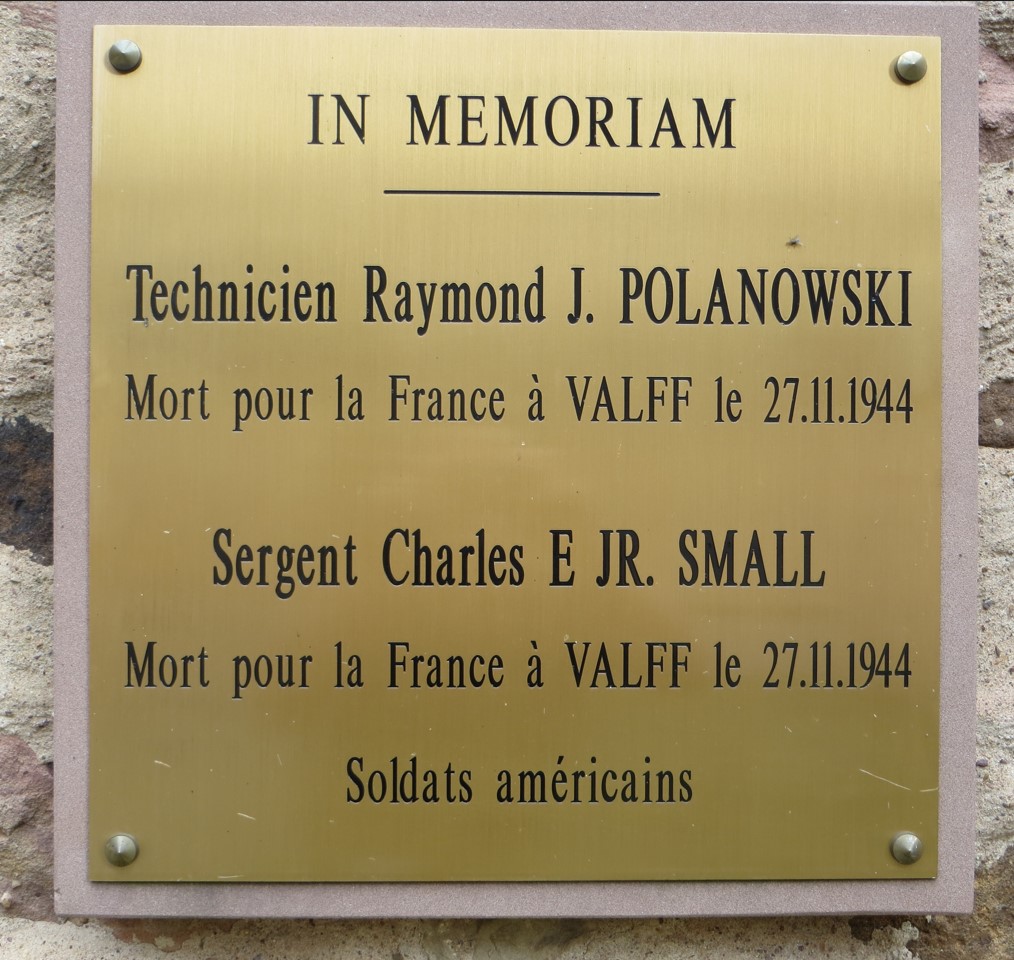 IN MEMORIAM
Technicien Raymond J. POLANOWSKI
Mort pour la France à VALFF le 27.11.1944
Sergent Charles E JR. SMALL
Mort pour la France à VALFF le 27.11.1944
Soldats américains